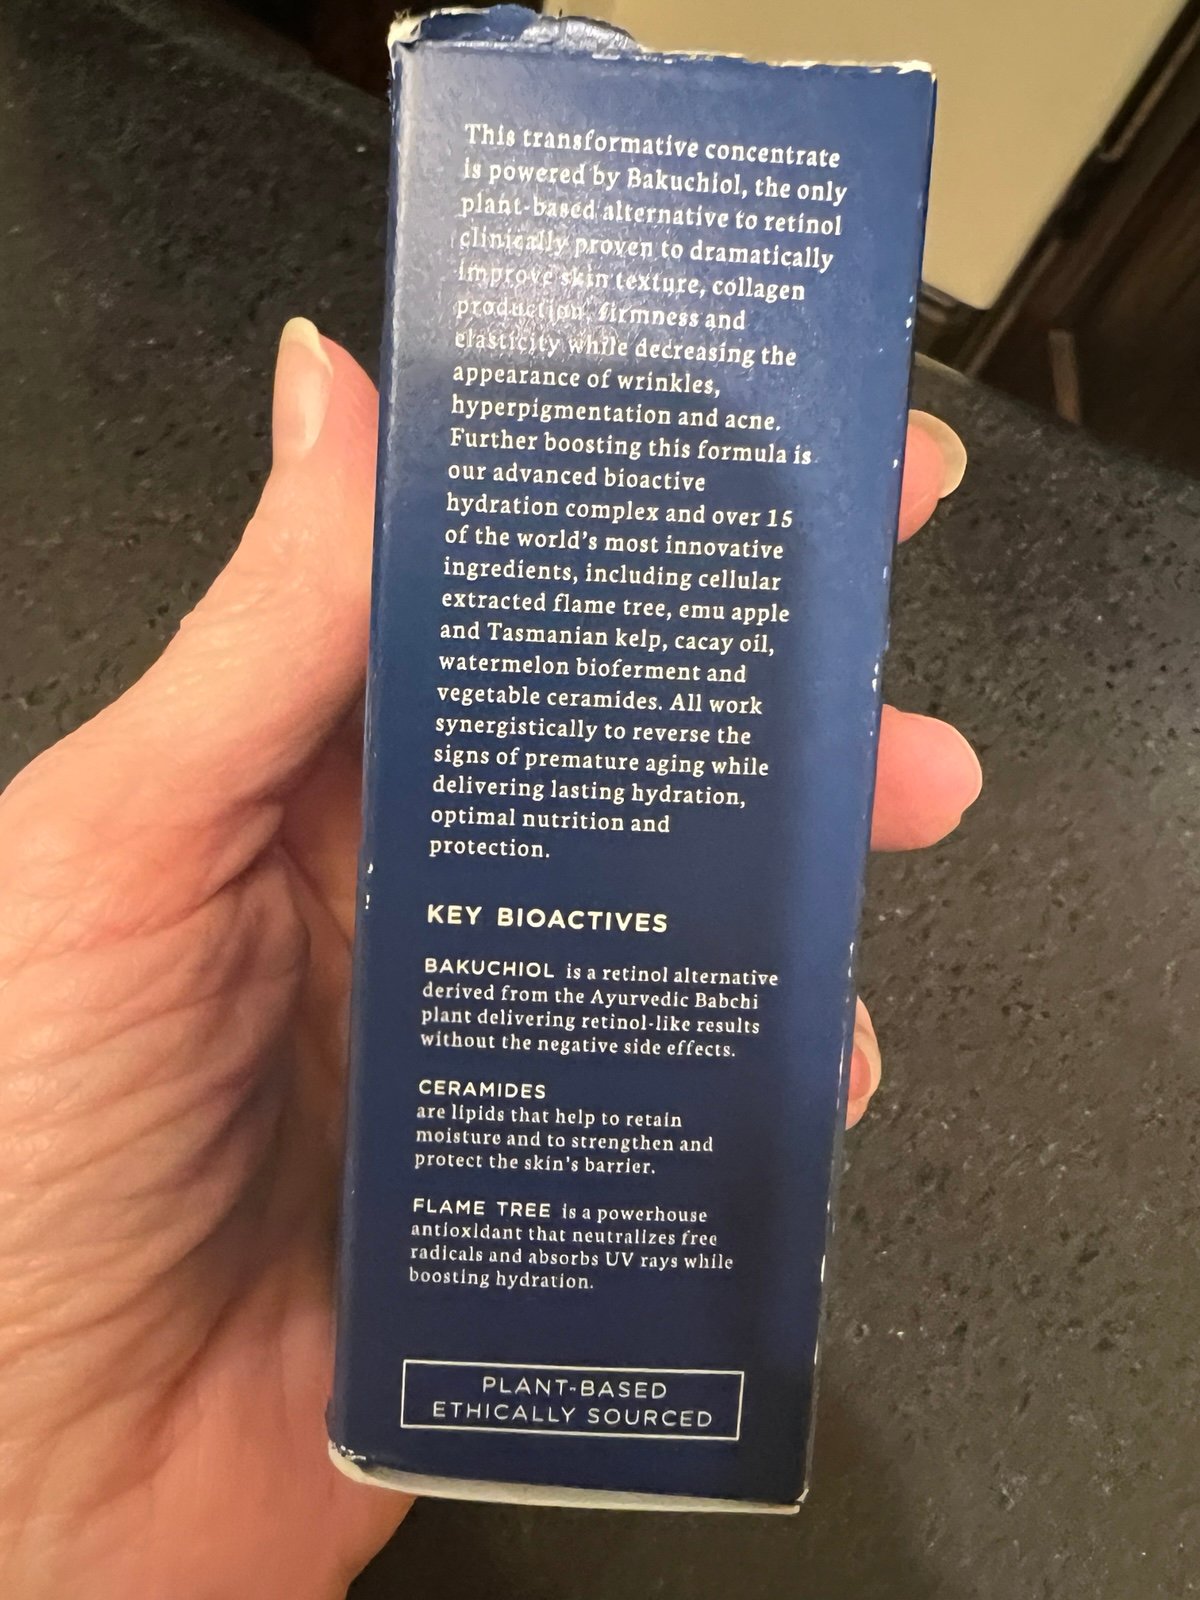 This transformative concentrate
is powered by Bakuchiol, the only
plant-based alternative to retinol
clinically proven to dramatically
improve skin texture, collagen
production, firmness and
elasticity while decreasing the
appearance of wrinkles,
hyperpigmentation and acne.
Further boosting this formula is
our advanced bioactive
hydration complex and over 15
of the world's most innovative
ingredients, including cellular
extracted flame tree, emu apple
and Tasmanian kelp, cacay oil,
watermelon bioferment and
vegetable ceramides. All work
synergistically to reverse the
signs of premature aging while
delivering lasting hydration,
optimal nutrition and
protection.
KEY BIOACTIVES
BAKUCHIOL is a retinol alternative
derived from the Ayurvedic Babchi
plant delivering retinol-like results
without the negative side effects.
CERAMIDES
are lipids that help to retain
moisture and to strengthen and
protect the skin's barrier.
FLAME TREE is a powerhouse
antioxidant that neutralizes free
radicals and absorbs UV rays while
boosting hydration.
PLANT-BASED
ETHICALLY SOURCED